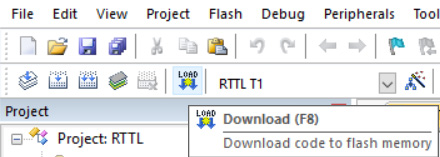 File Edit View Project Flash Debug Peripherals
LOAD RTTL T1
Project
LOAD Download (F8)
Project: RTTL
Download code to flash memory